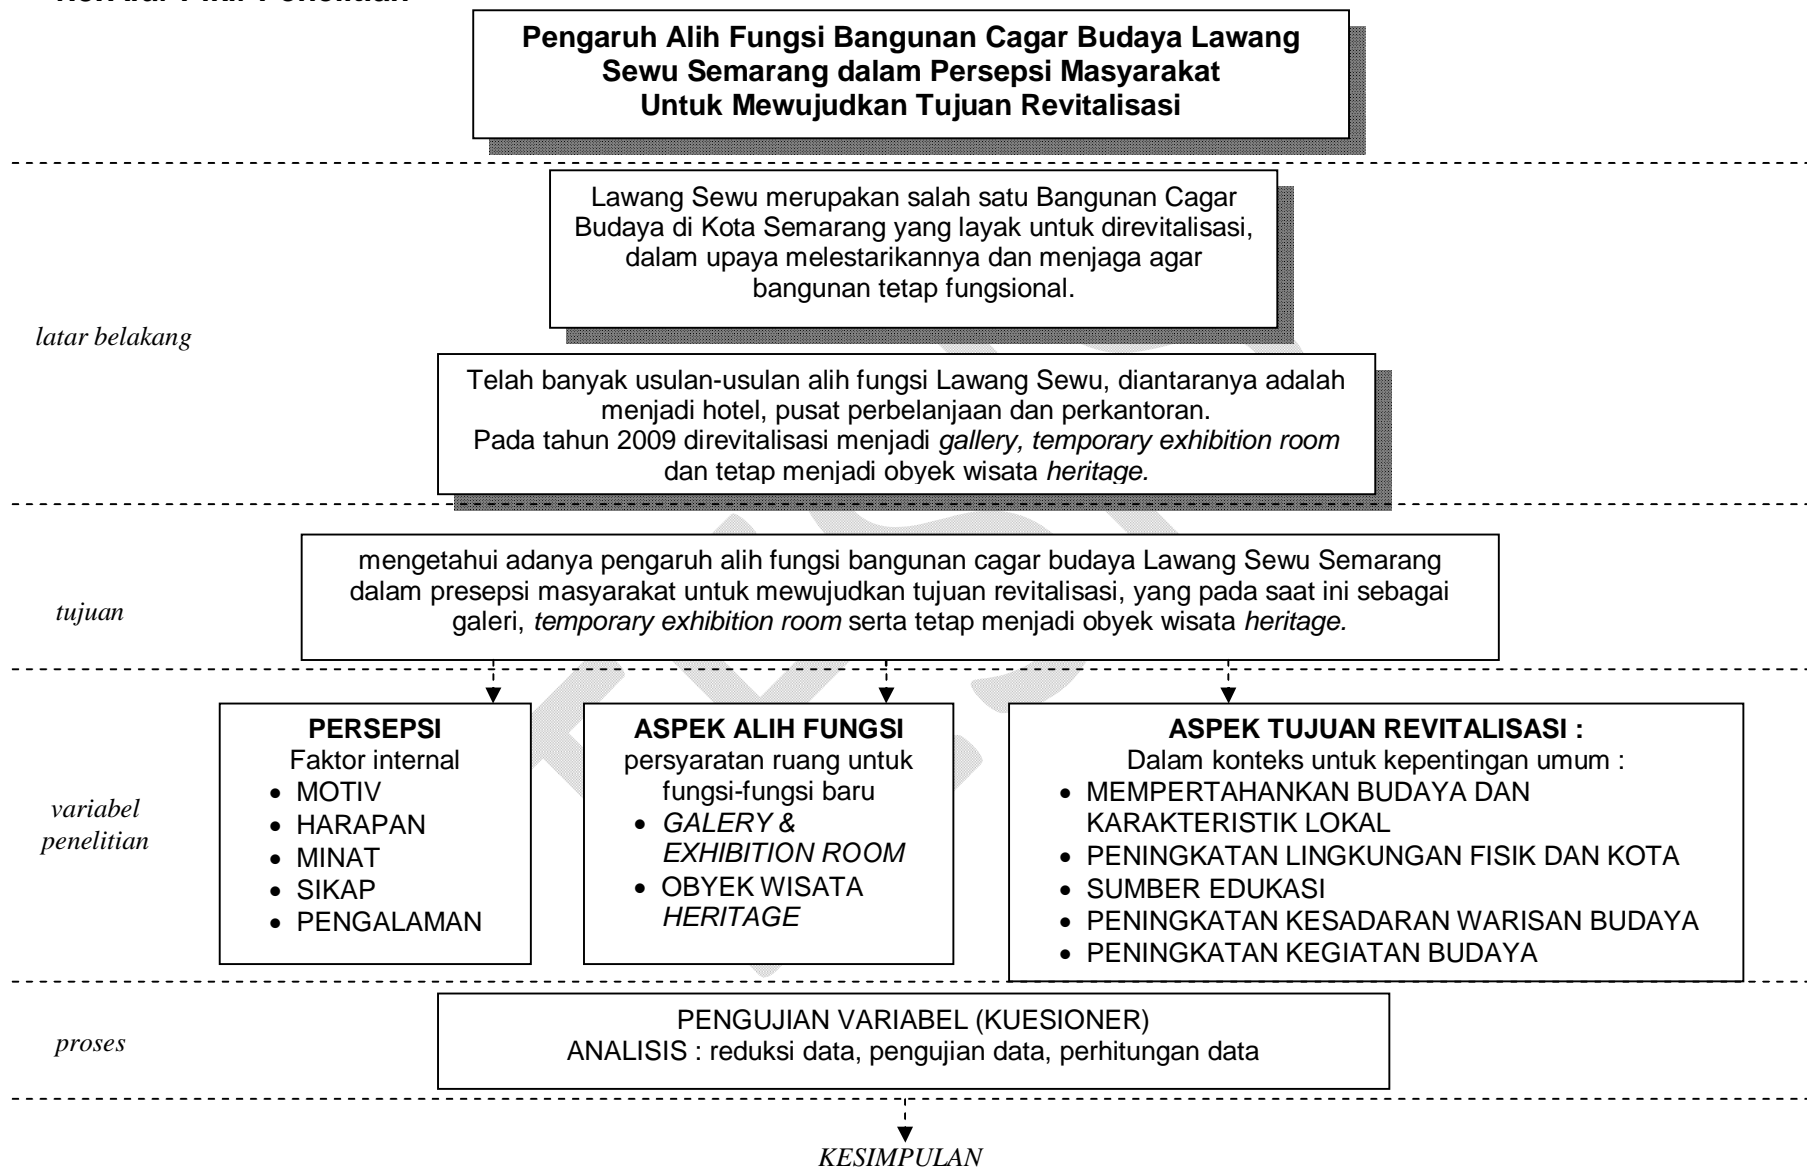 Pengaruh Alih Fungsi Bangunan Cagar Budaya Lawang
Sewu Semarang dalam Persepsi Masyarakat
Untuk Mewujudkan Tujuan Revitalisasi
Lawang Sewu merupakan salah satu Bangunan Cagar
Budaya di Kota Semarang yang layak untuk direvitalisasi,
dalam upaya melestarikannya dan menjaga agar
bangunan tetap fungsional.
latar belakang
Telah banyak usulan-usulan alih fungsi Lawang Sewu, diantaranya adalah
menjadi hotel, pusat perbelanjaan dan perkantoran.
Pada tahun 2009 direvitalisasi menjadi gallery, temporary exhibition room
dan tetap menjadi obyek wisata heritage.
tujuan
mengetahui adanya pengaruh alih fungsi bangunan cagar budaya Lawang Sewu Semarang
dalam presepsi masyarakat untuk mewujudkan tujuan revitalisasi, yang pada saat ini sebagai
galeri, temporary exhibition room serta tetap menjadi obyek wisata heritage.
variabel
penelitian
PERSEPSI
Faktor internal
• MOTIV
• HARAPAN
• MINAT
• SIKAP
• PENGALAMAN
ASPEK ALIH FUNGSI
persyaratan ruang untuk
fungsi-fungsi baru
• GALERY &
EXHIBITION ROOM
• OBYEK WISATA
HERITAGE
ASPEK TUJUAN REVITALISASI :
Dalam konteks untuk kepentingan umum :
• MEMPERTAHANKAN BUDAYA DAN
KARAKTERISTIK LOKAL
• PENINGKATAN LINGKUNGAN FISIK DAN KOTA
• SUMBER EDUKASI
• PENINGKATAN KESADARAN WARISAN BUDAYA
• PENINGKATAN KEGIATAN BUDAYA
proses
PENGUJIAN VARIABEL (KUESIONER)
ANALISIS : reduksi data, pengujian data, perhitungan data
KESIMPULAN